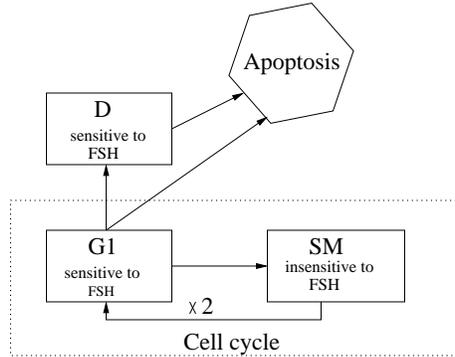 Apoptosis
D
sensitive to
FSH
G1
sensitive to
FSH
SM
insensitive to
FSH
x 2
Cell cycle